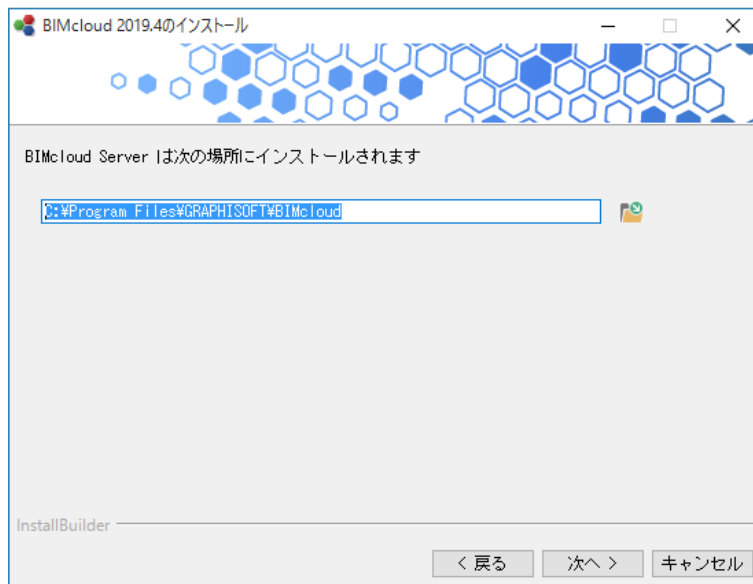 BIMcloud 2019.4のインストール
BIMcloud Server は次の場所にインストールされます
C:¥Program Files¥GRAPHISOFT¥BIMcloud
InstallBuilder
< 戻る 次へ > キャンセル